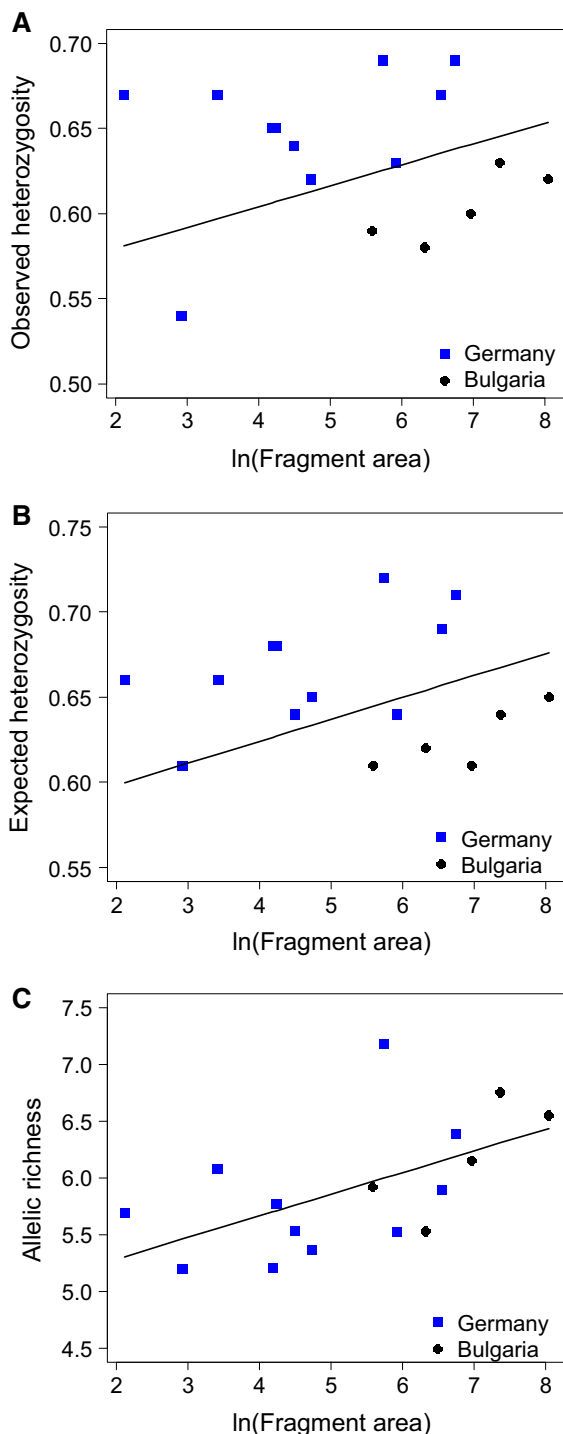 A
Observed heterozygosity
0.70
0.65
0.60
0.55
0.50
Germany
Bulgaria
2 3 4 5 6 7 8
ln(Fragment area)
B
Expected heterozygosity
0.75
0.70
0.65
0.60
0.55
Germany
Bulgaria
2 3 4 5 6 7 8
ln(Fragment area)
C
Allelic richness
7.5
7.0
6.5
6.0
5.5
5.0
4.5
Germany
Bulgaria
2 3 4 5 6 7 8
ln(Fragment area)